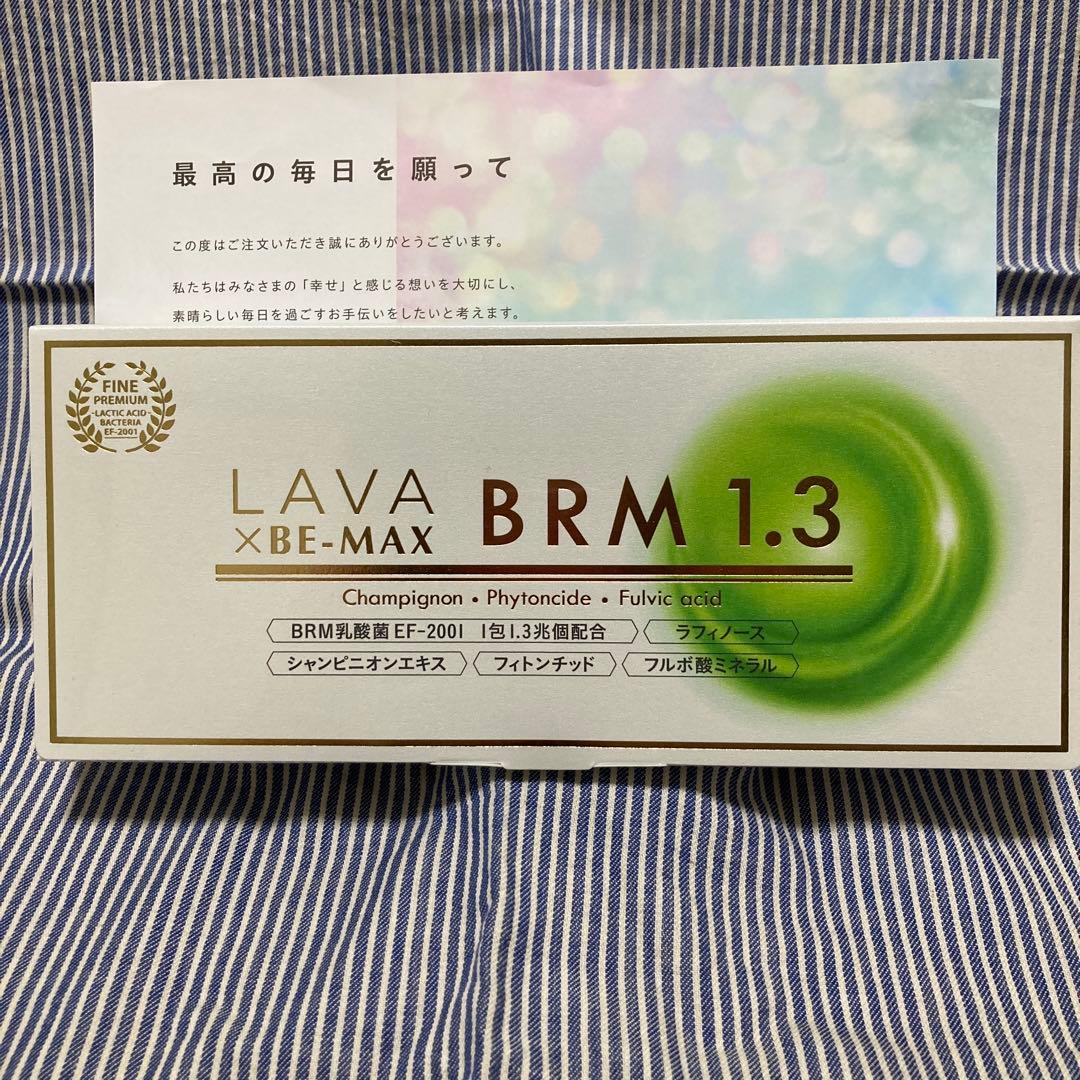 最高の毎日を願って
この度はご注文いただき誠にありがとうございます。
私たちはみなさまの「幸せ」と感じる想いを大切にし、
素晴らしい毎日を過ごすお手伝いをしたいと考えます。
FINE
PREMIUM
-LACTIC ACID-
BACTERIA
EF-2001
LAVA
×BE-MAX
BRM 1.3
Champignon • Phytoncide • Fulvic acid
BRM乳酸菌EF-2001 1包1.3兆個配合
ラフィノース
シャンピニオンエキス
フィトンチッド
フルボ酸ミネラル